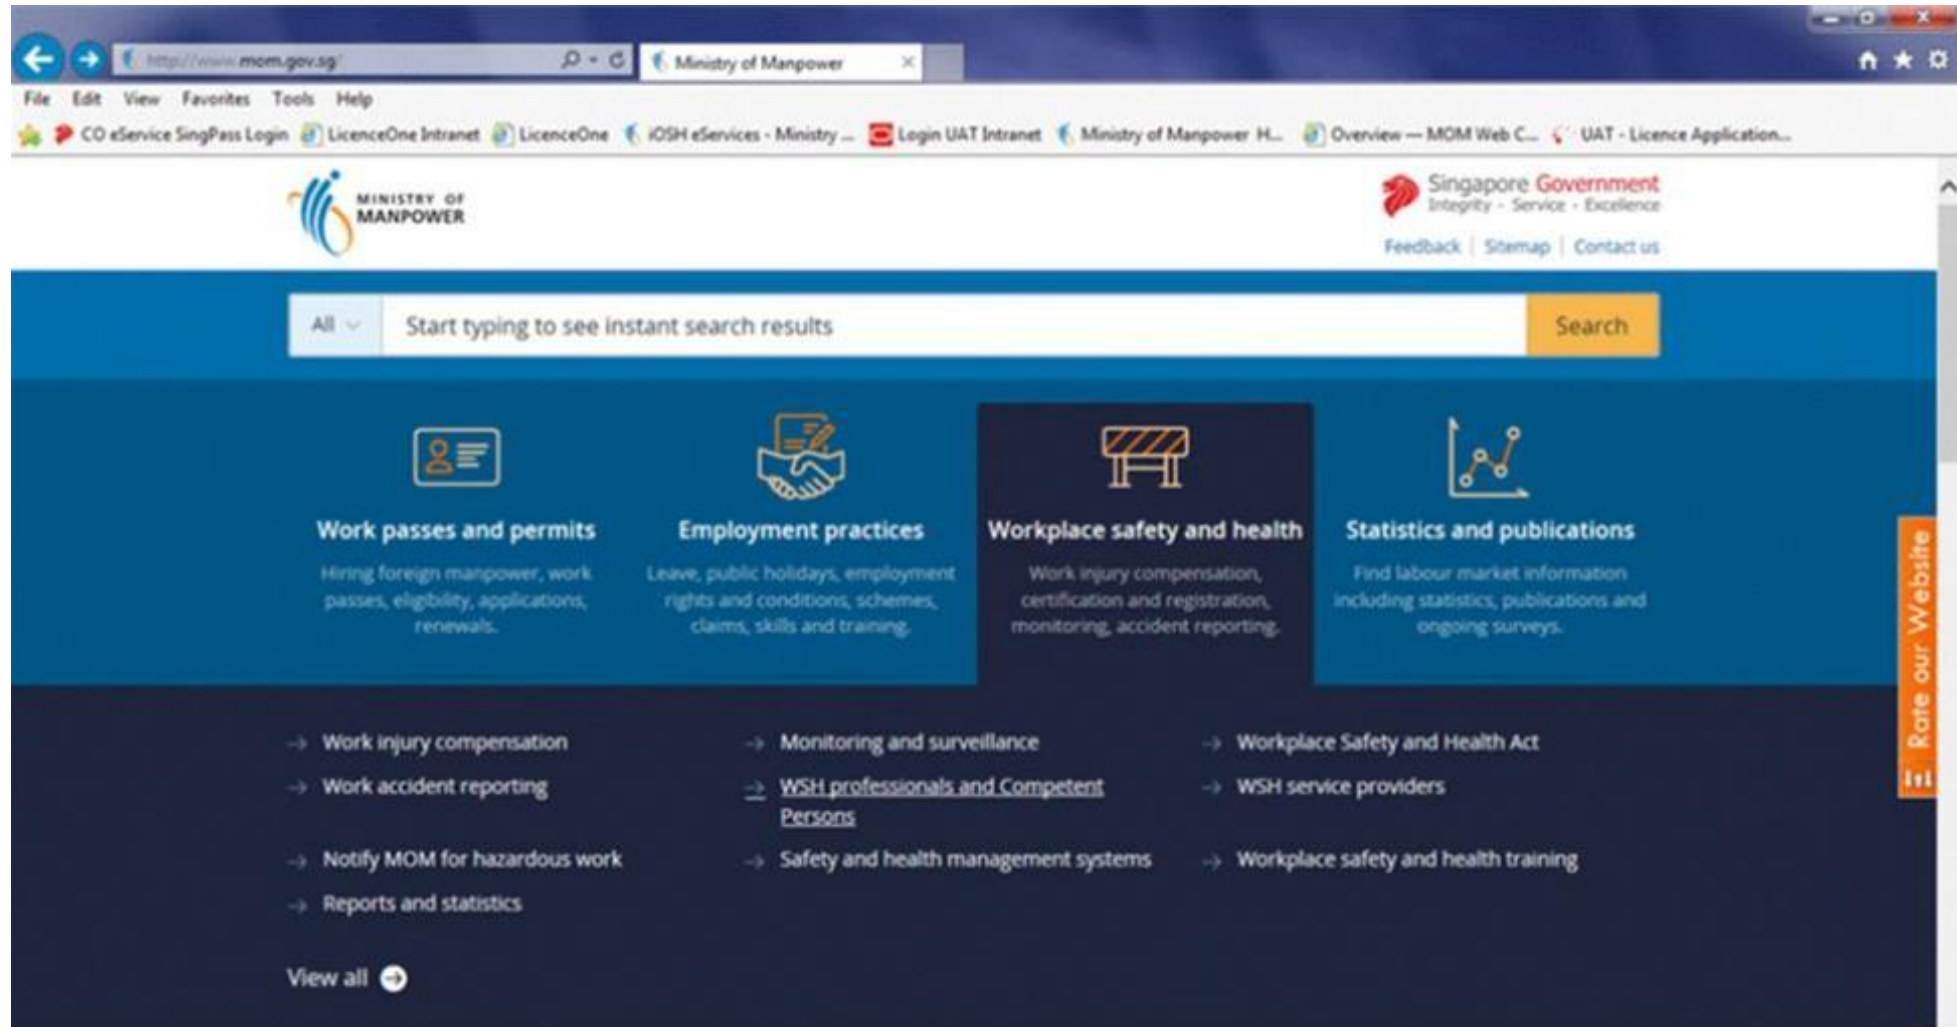 http://www.mom.gov.sg/
Ministry of Manpower
File Edit View Favorites Tools Help
CO eService SingPass Login LicenceOne Intranet LicenceOne iOSH eServices - Ministry ... Login UAT Intranet Ministry of Manpower H... Overview — MOM Web C... UAT - Licence Application...
MINISTRY OF
MANPOWER
Singapore Government
Integrity - Service - Excellence
Feedback | Sitemap | Contact us
All Start typing to see instant search results Search
Work passes and permits
Hiring foreign manpower, work
passes, eligibility, applications,
renewals.
Employment practices
Leave, public holidays, employment
rights and conditions, schemes,
claims, skills and training.
Workplace safety and health
Work injury compensation,
certification and registration,
monitoring, accident reporting.
Statistics and publications
Find labour market information
including statistics, publications and
ongoing surveys.
Rate our Website
Work injury compensation
Monitoring and surveillance
Workplace Safety and Health Act
Work accident reporting
WSH professionals and Competent
Persons
WSH service providers
Notify MOM for hazardous work
Safety and health management systems
Workplace safety and health training
Reports and statistics
View all